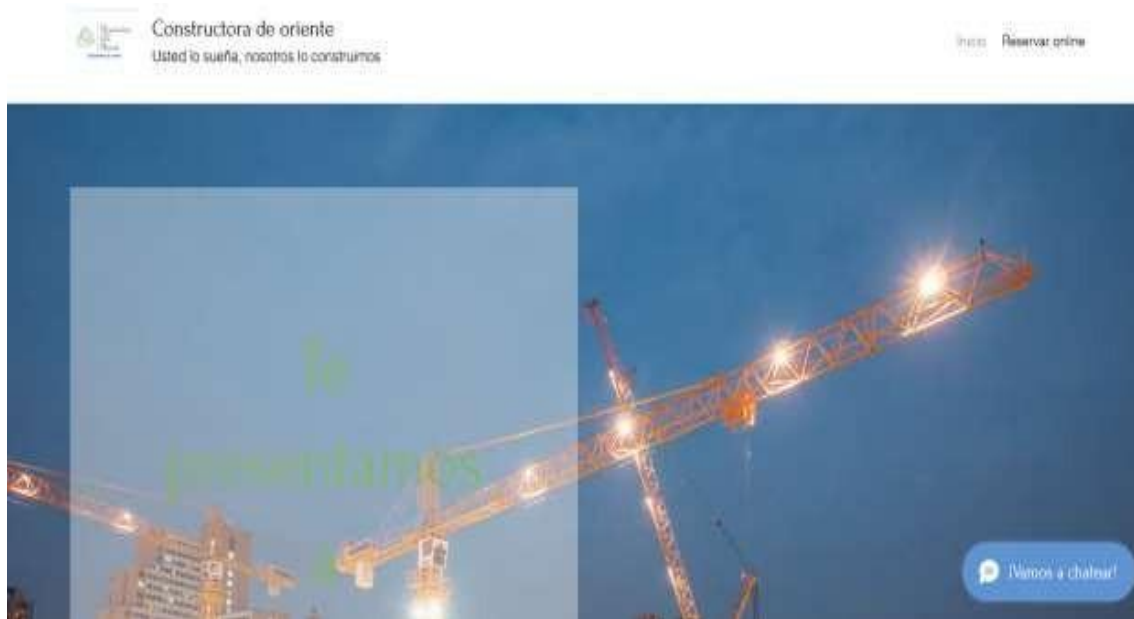 Constructora de oriente
Usted lo sueña, nosotros lo construimos
Inicio Reservar online
Te
presentamos
a
¡Vamos a chatear!